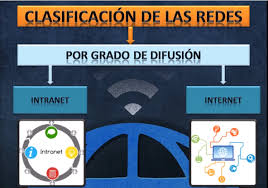 CLASIFICACIÓN DE LAS REDES
POR GRADO DE DIFUSIÓN
INTRANET
INTERNET
Intranet